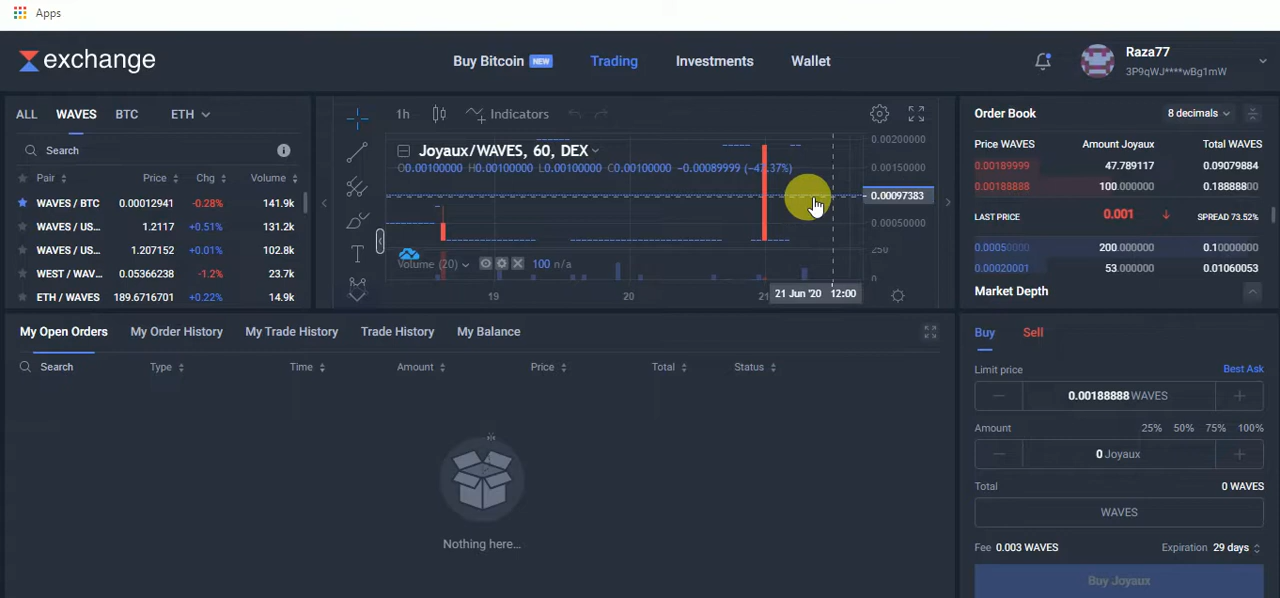 Apps
exchange
Buy Bitcoin NEW Trading Investments Wallet
Raza77
3P9qWJ****wBg1mW
ALL WAVES BTC ETH
Search
Pair Price Chg Volume
WAVES / BTC 0.00012941 -0.28% 141.9k
WAVES / US... 1.2117 +0.51% 131.2k
WAVES / US... 1.207152 +0.01% 102.8k
WEST / WAV... 0.05366238 -1.2% 23.7k
ETH / WAVES 189.6716701 +0.22% 14.9k
1h Indicators
Joyaux/WAVES, 60, DEX
O0.00100000 H0.00100000 L0.00100000 C0.00100000 −0.00089999 (−47.37%)
0.00200000
0.00150000
0.00097383
0.00050000
Volume (20) 100 n/a
250
0
19 20 21
21 Jun '20 12:00
Order Book 8 decimals
Price WAVES Amount Joyaux Total WAVES
0.00189999 47.789117 0.09079884
0.00188888 100.000000 0.18888800
LAST PRICE 0.001 SPREAD 73.52%
0.00050000 200.000000 0.10000000
0.00020001 53.000000 0.01060053
Market Depth
My Open Orders My Order History My Trade History Trade History My Balance
Search Type Time Amount Price Total Status
Nothing here...
Buy Sell
Limit price Best Ask
0.00188888 WAVES
Amount 25% 50% 75% 100%
0 Joyaux
Total 0 WAVES
WAVES
Fee 0.003 WAVES Expiration 29 days
Buy Joyaux